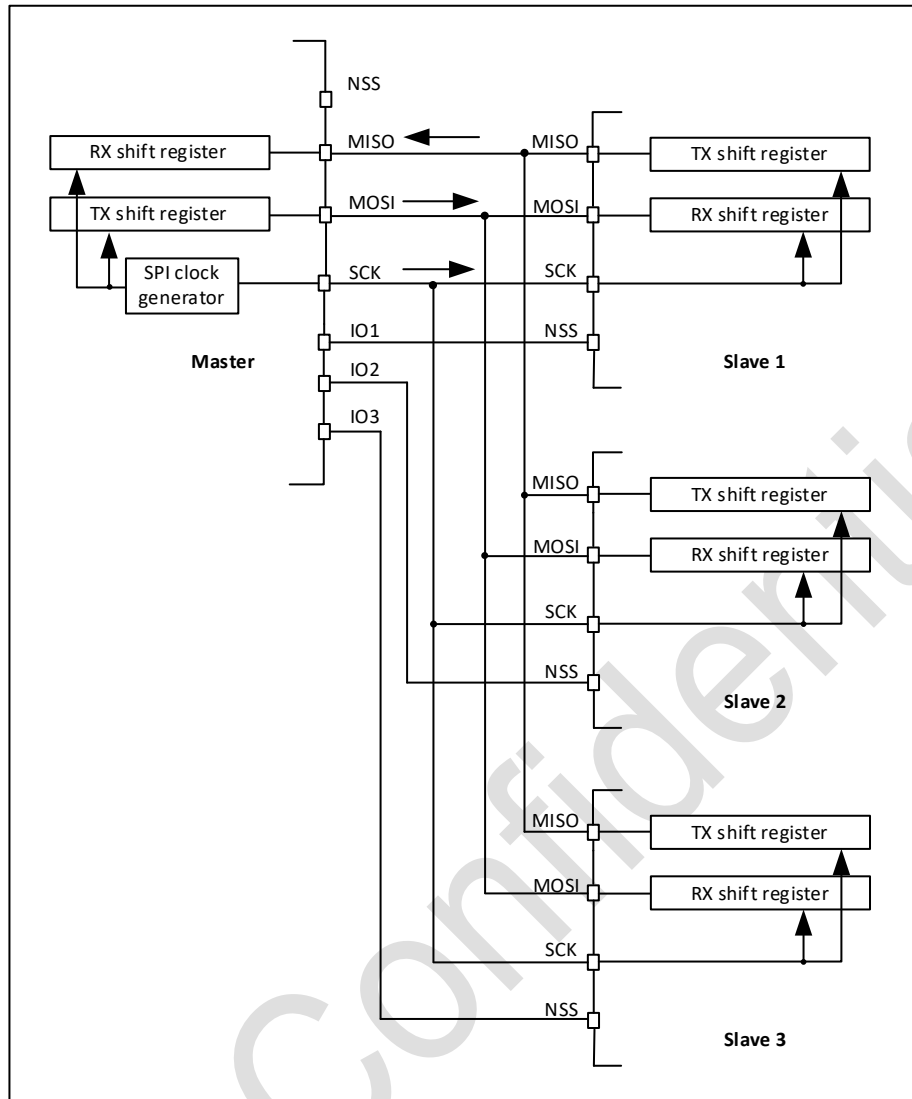 NSS
RX shift register
MISO
MISO
TX shift register
TX shift register
MOSI
MOSI
RX shift register
SPI clock
generator
SCK
SCK
IO1
NSS
Master
Slave 1
IO2
IO3
MISO
TX shift register
MOSI
RX shift register
SCK
NSS
Slave 2
MISO
TX shift register
MOSI
RX shift register
SCK
NSS
Slave 3
Confidential